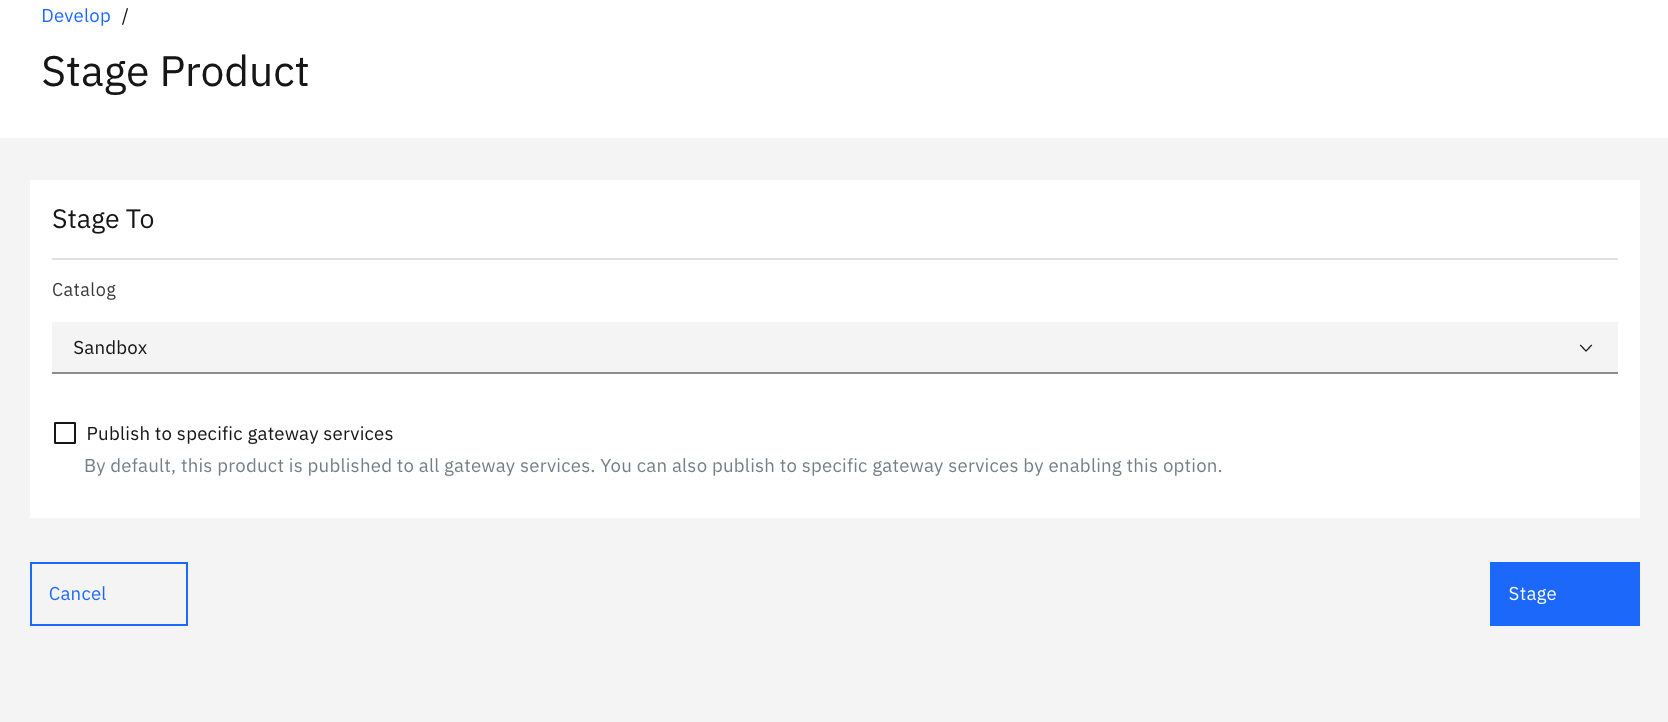 Develop /
Stage Product
Stage To
Catalog
Sandbox
Publish to specific gateway services
By default, this product is published to all gateway services. You can also publish to specific gateway services by enabling this option.
Cancel
Stage